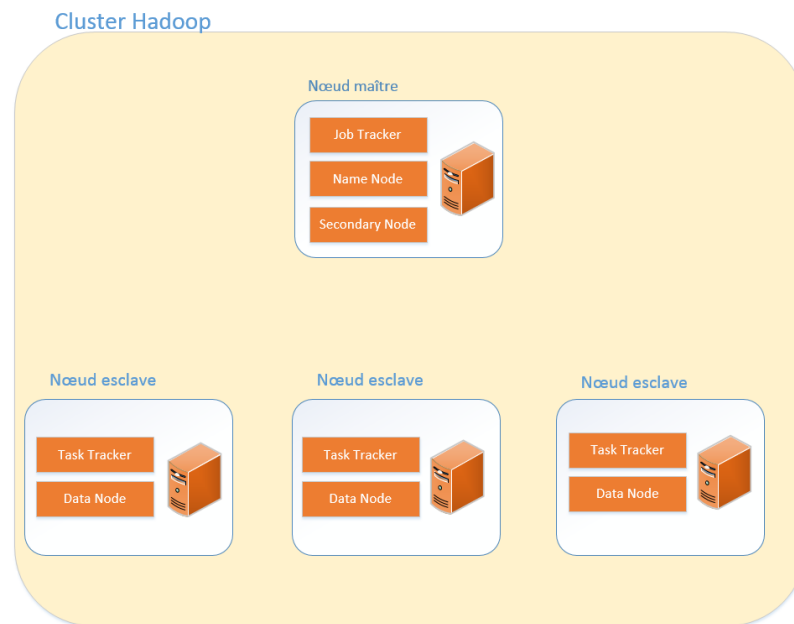 Cluster Hadoop
Nœud maître
Job Tracker
Name Node
Secondary Node
Nœud esclave
Task Tracker
Data Node
Nœud esclave
Task Tracker
Data Node
Nœud esclave
Task Tracker
Data Node